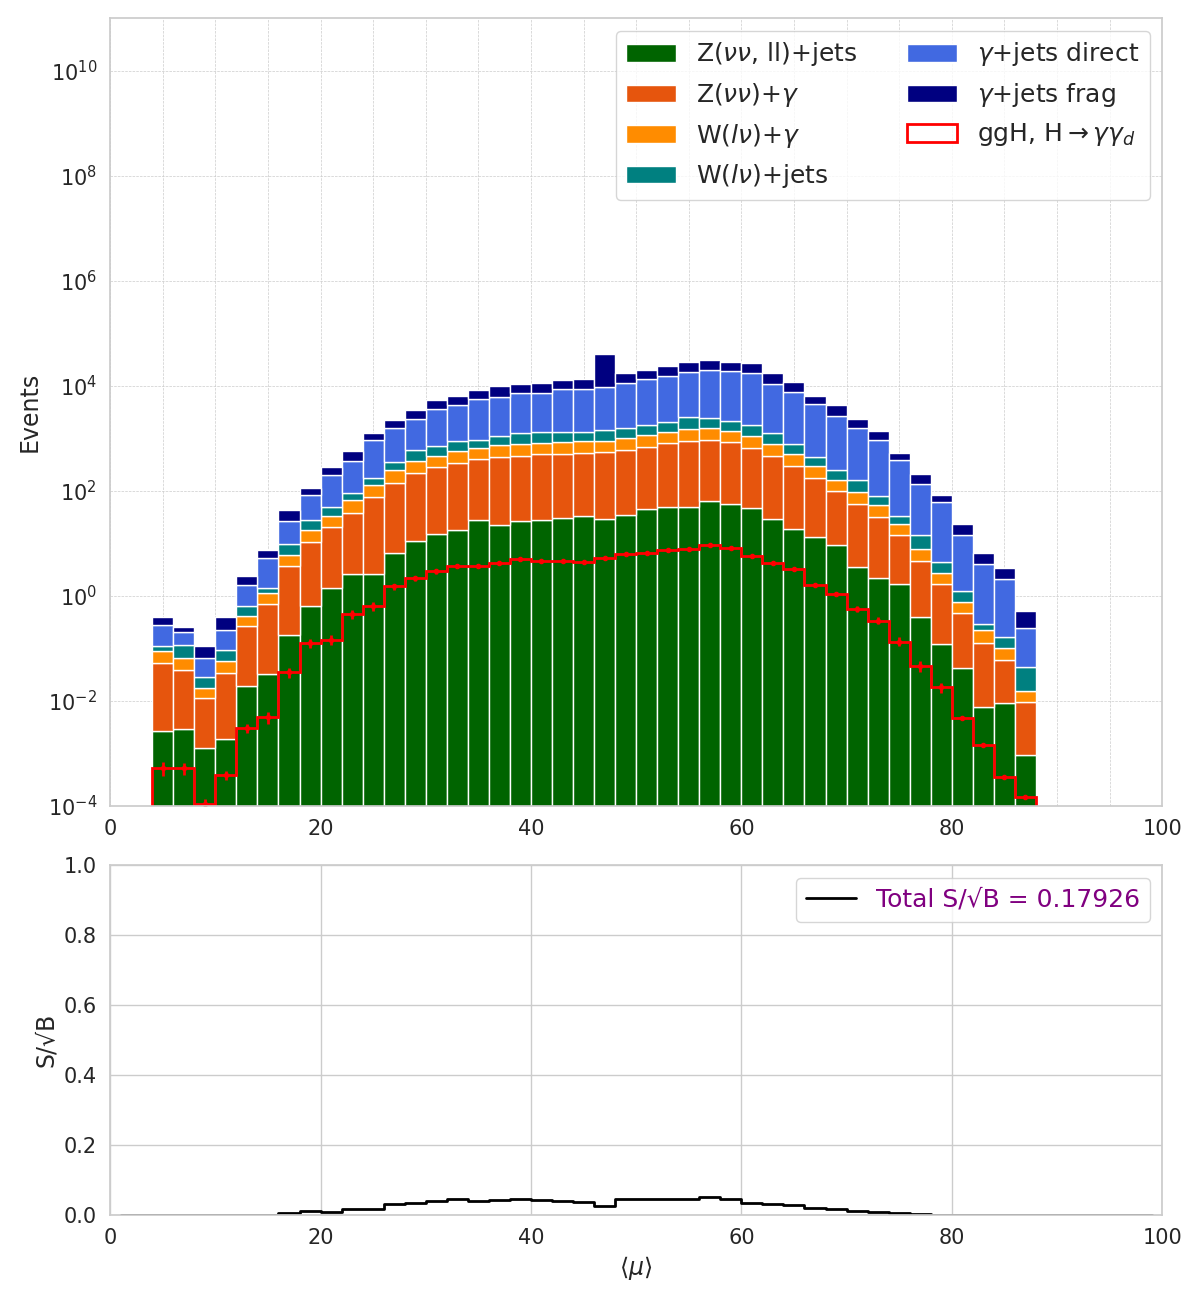 Z(νν, ll)+jets
Z(νν)+γ
W(lν)+γ
W(lν)+jets
γ+jets direct
γ+jets frag
ggH, H→γγ_d
Events
10^10
10^8
10^6
10^4
10^2
10^0
10^−2
10^−4
0 20 40 60 80 100
Total S/√B = 0.17926
S/√B
1.0
0.8
0.6
0.4
0.2
0.0
0 20 40 60 80 100
⟨μ⟩